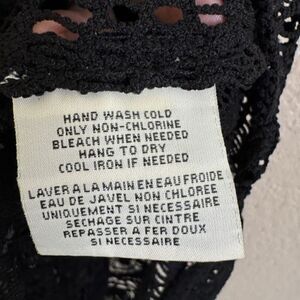 HAND WASH COLD
ONLY NON-CHLORINE
BLEACH WHEN NEEDED
HANG TO DRY
COOL IRON IF NEEDED
LAVER A LA MAIN EN EAU FROIDE
EAU DE JAVEL NON CHLOREE
UNIQUEMENT SI NECESSAIRE
SECHAGE SUR CINTRE
REPASSER A FER DOUX
SI NECESSAIRE